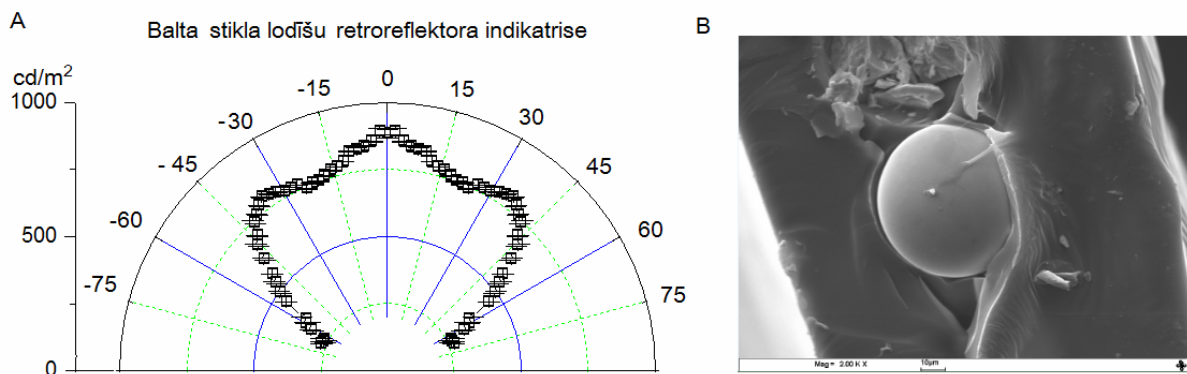 A
Balta stikla lodīšu retroreflektora indikatrise
cd/m²
1000
500
0
-75
-60
- 45
-30
-15
0
15
30
45
60
75
B
Mag = 2.00 K X
10µm